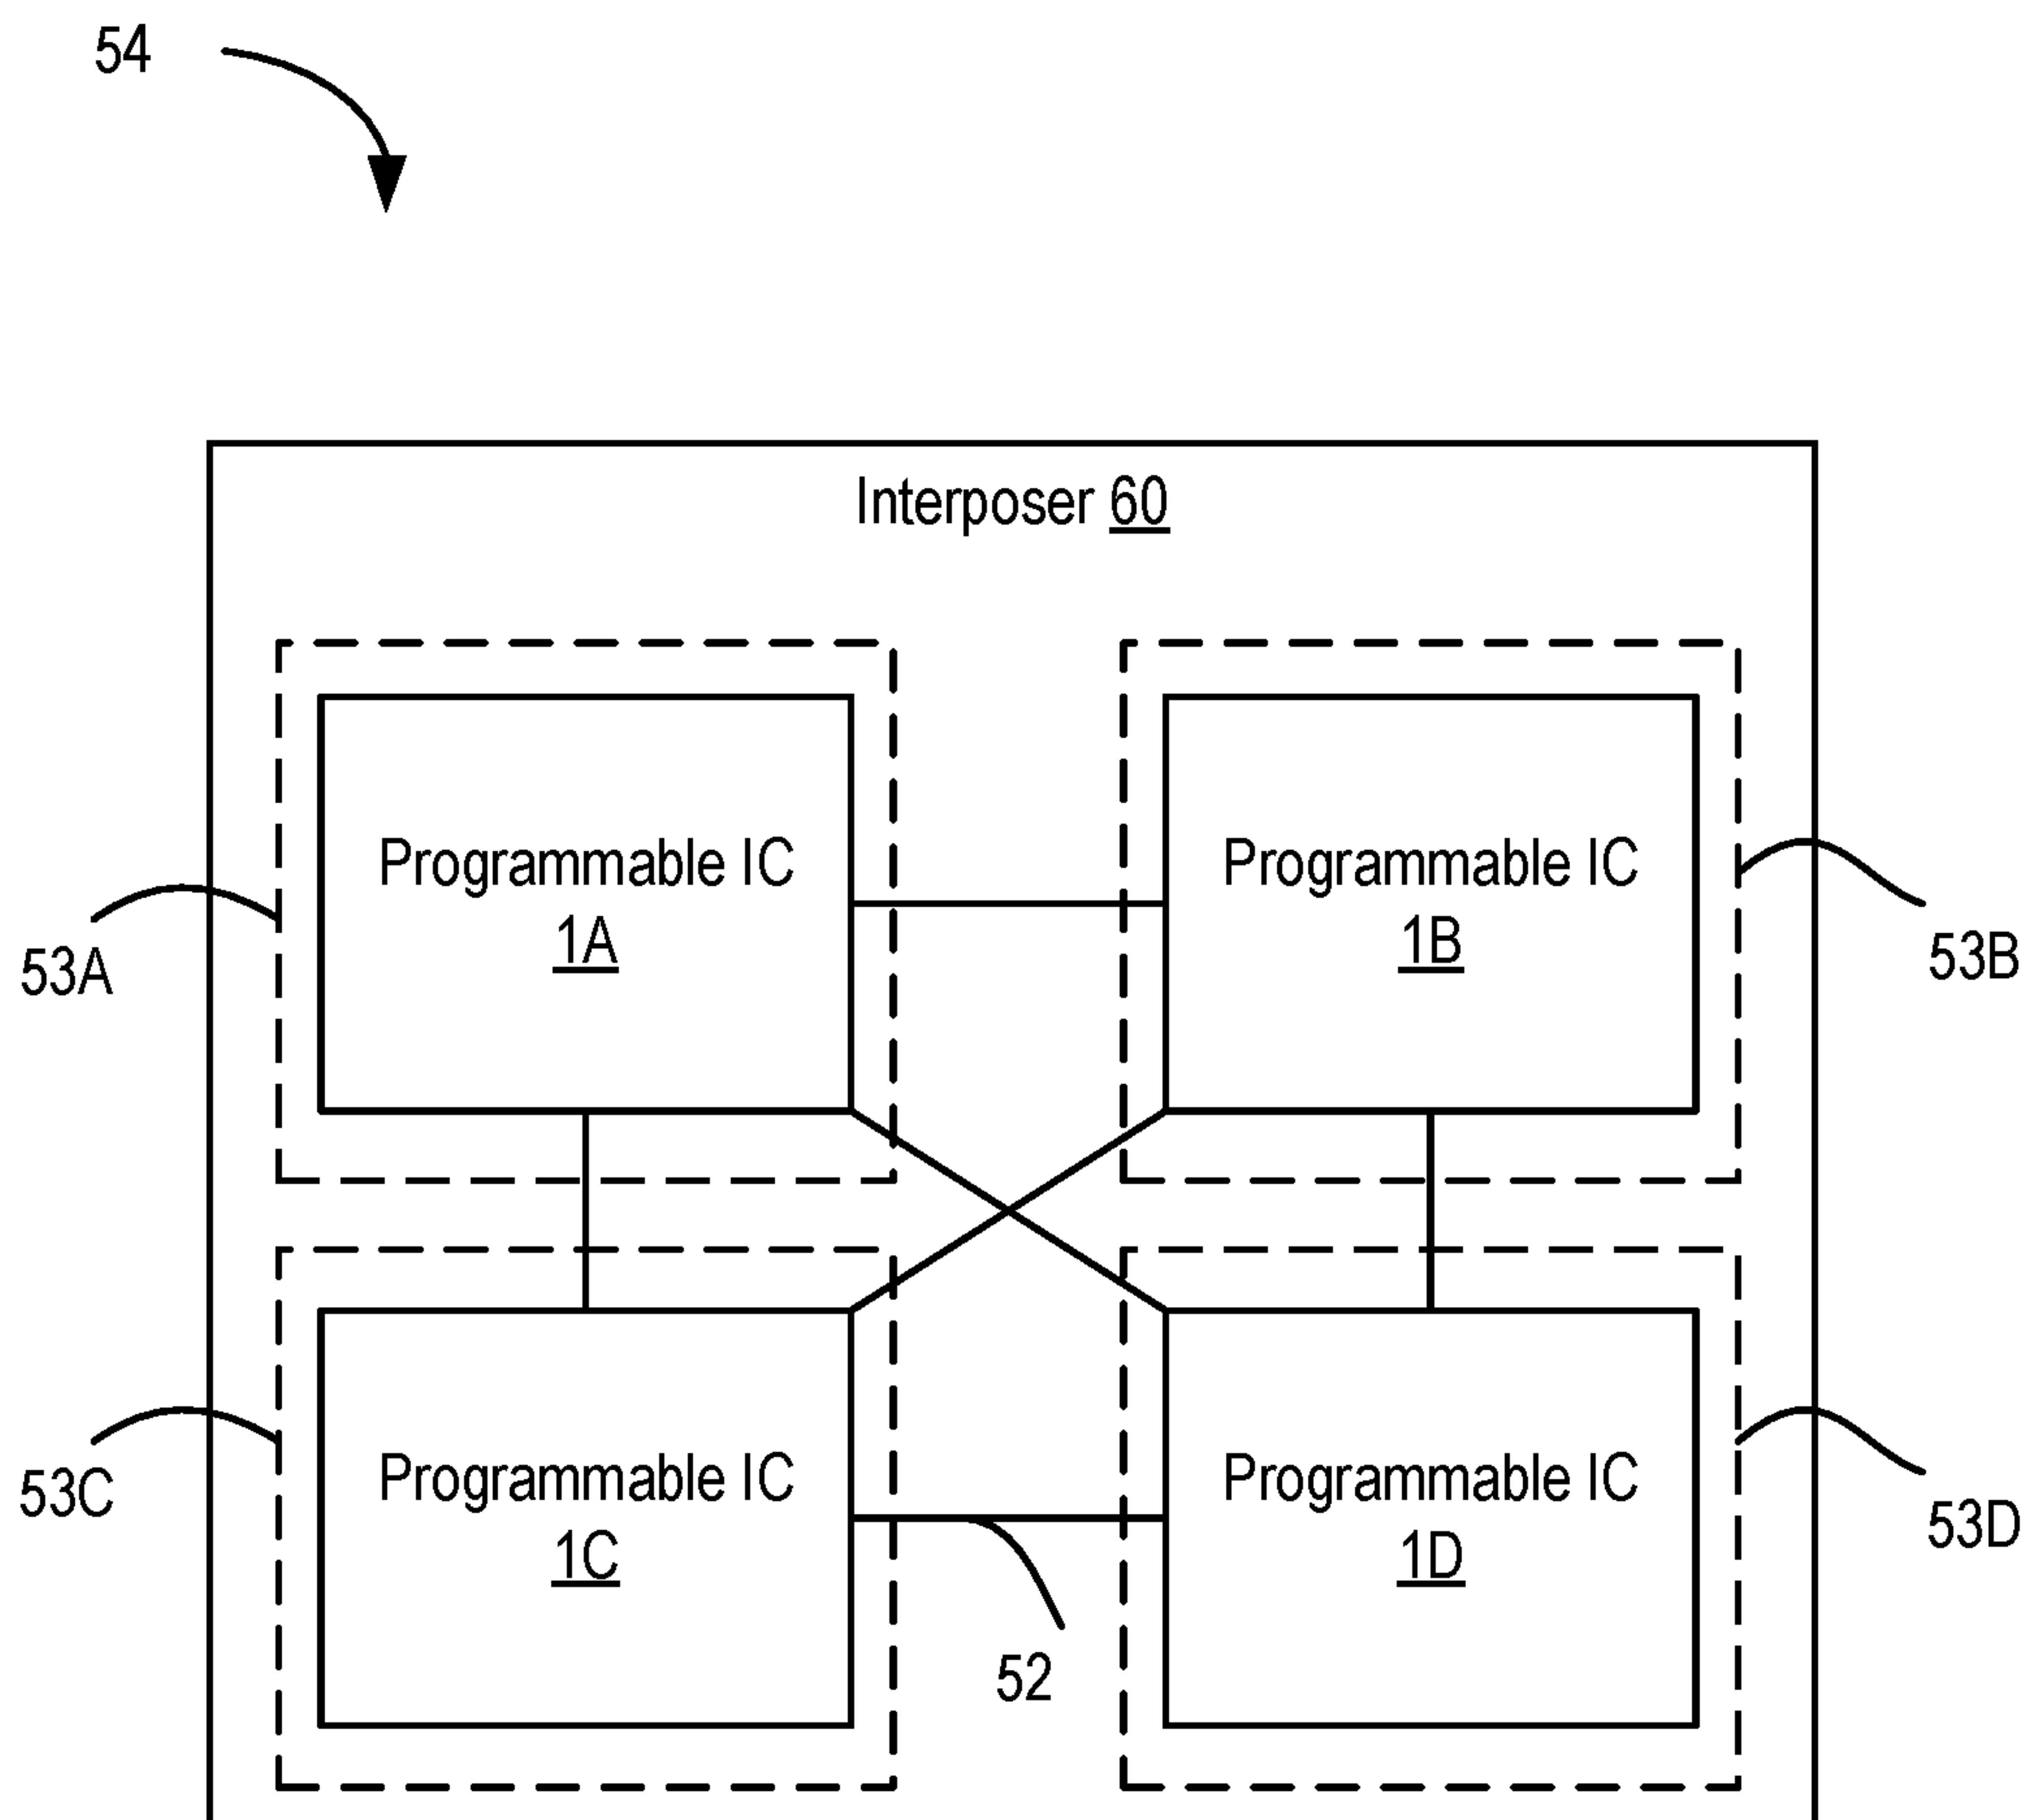 54
Interposer 60
Programmable IC
1A
Programmable IC
1B
53A
53B
Programmable IC
1C
Programmable IC
1D
53C
53D
52